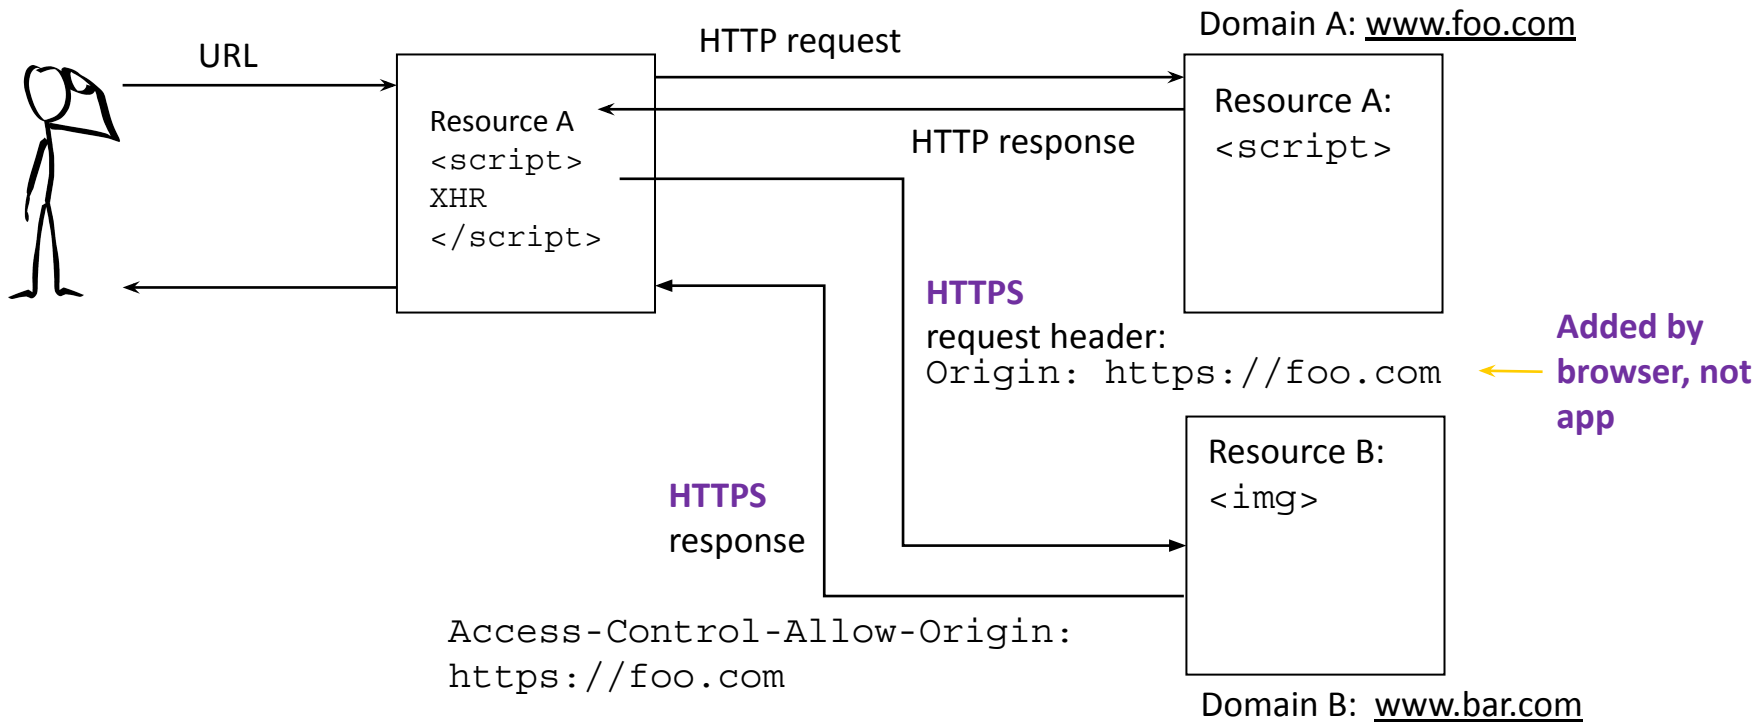 URL
HTTP request
Domain A: www.foo.com
Resource A
<script>
XHR
</script>
HTTP response
Resource A:
<script>
HTTPS
request header:
Origin: https://foo.com
Added by
browser, not
app
HTTPS
response
Resource B:
<img>
Access-Control-Allow-Origin:
https://foo.com
Domain B: www.bar.com